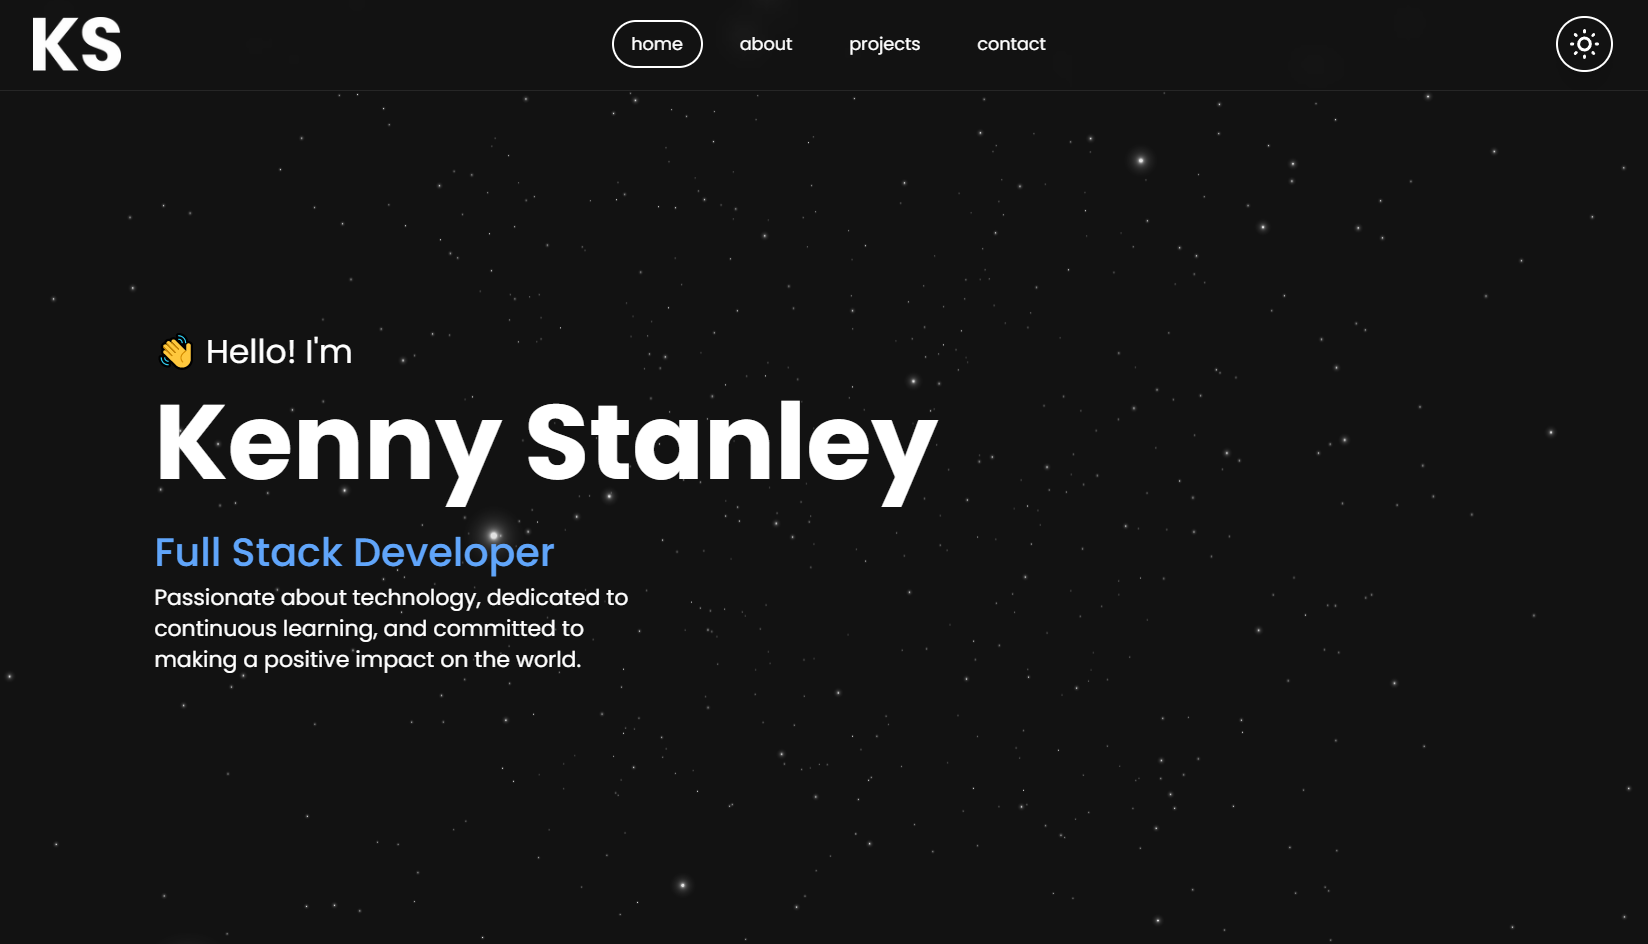 KS
home
about
projects
contact
👋 Hello! I'm
Kenny Stanley
Full Stack Developer
Passionate about technology, dedicated to
continuous learning, and committed to
making a positive impact on the world.